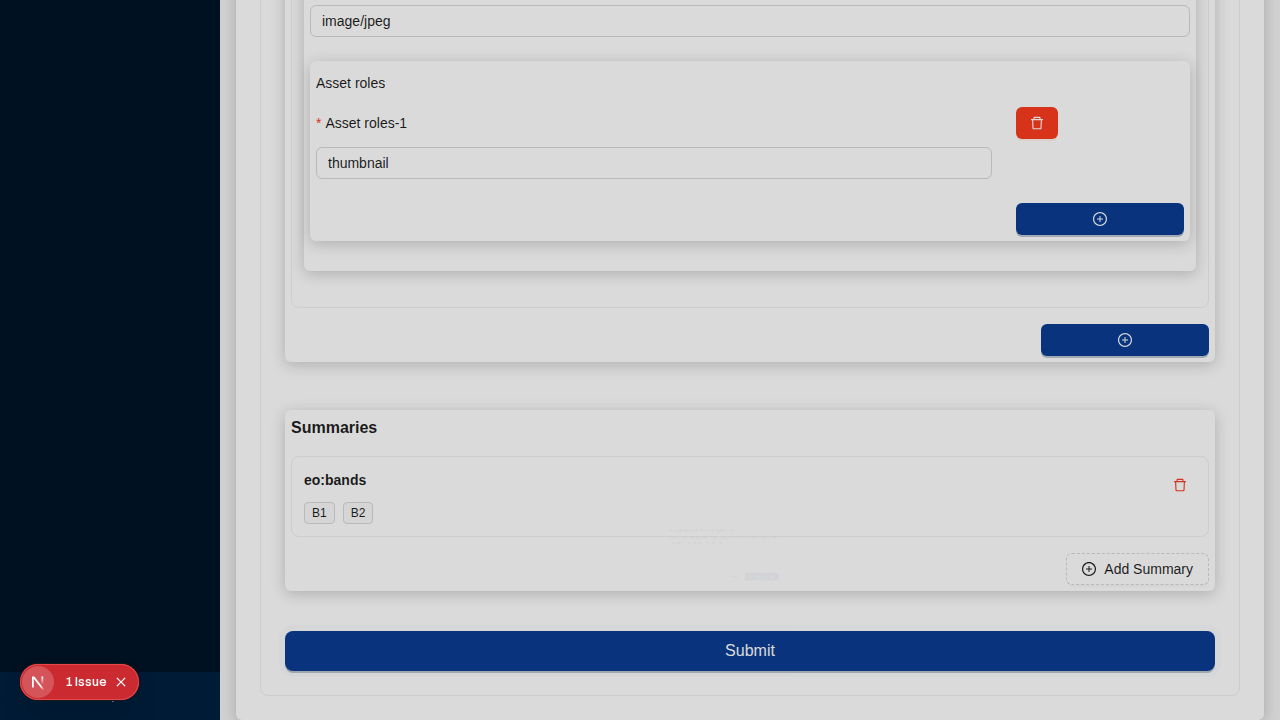 image/jpeg
Asset roles
* Asset roles-1
thumbnail
Summaries
eo:bands
B1 B2
Add Summary
Submit
N 1 Issue